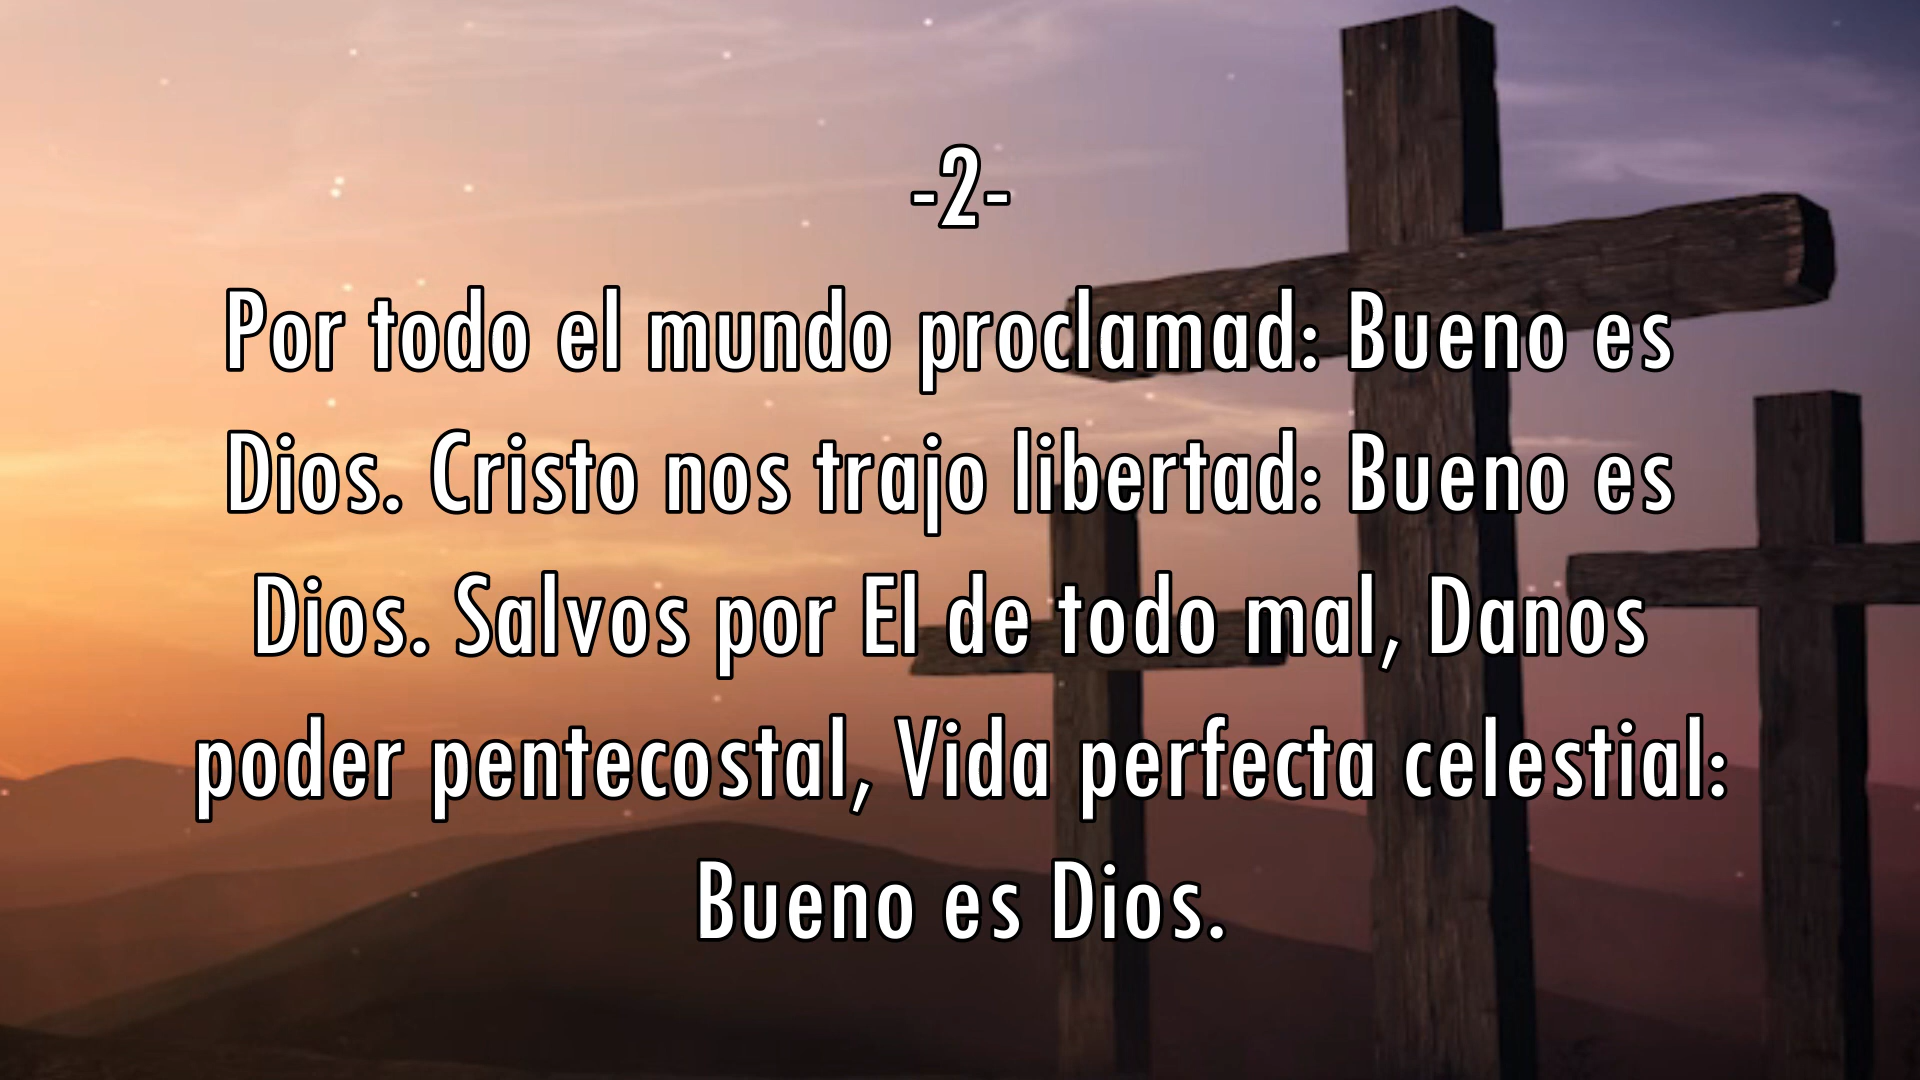 -2-
Por todo el mundo proclamad: Bueno es
Dios. Cristo nos trajo libertad: Bueno es
Dios. Salvos por El de todo mal, Danos
poder pentecostal, Vida perfecta celestial:
Bueno es Dios.